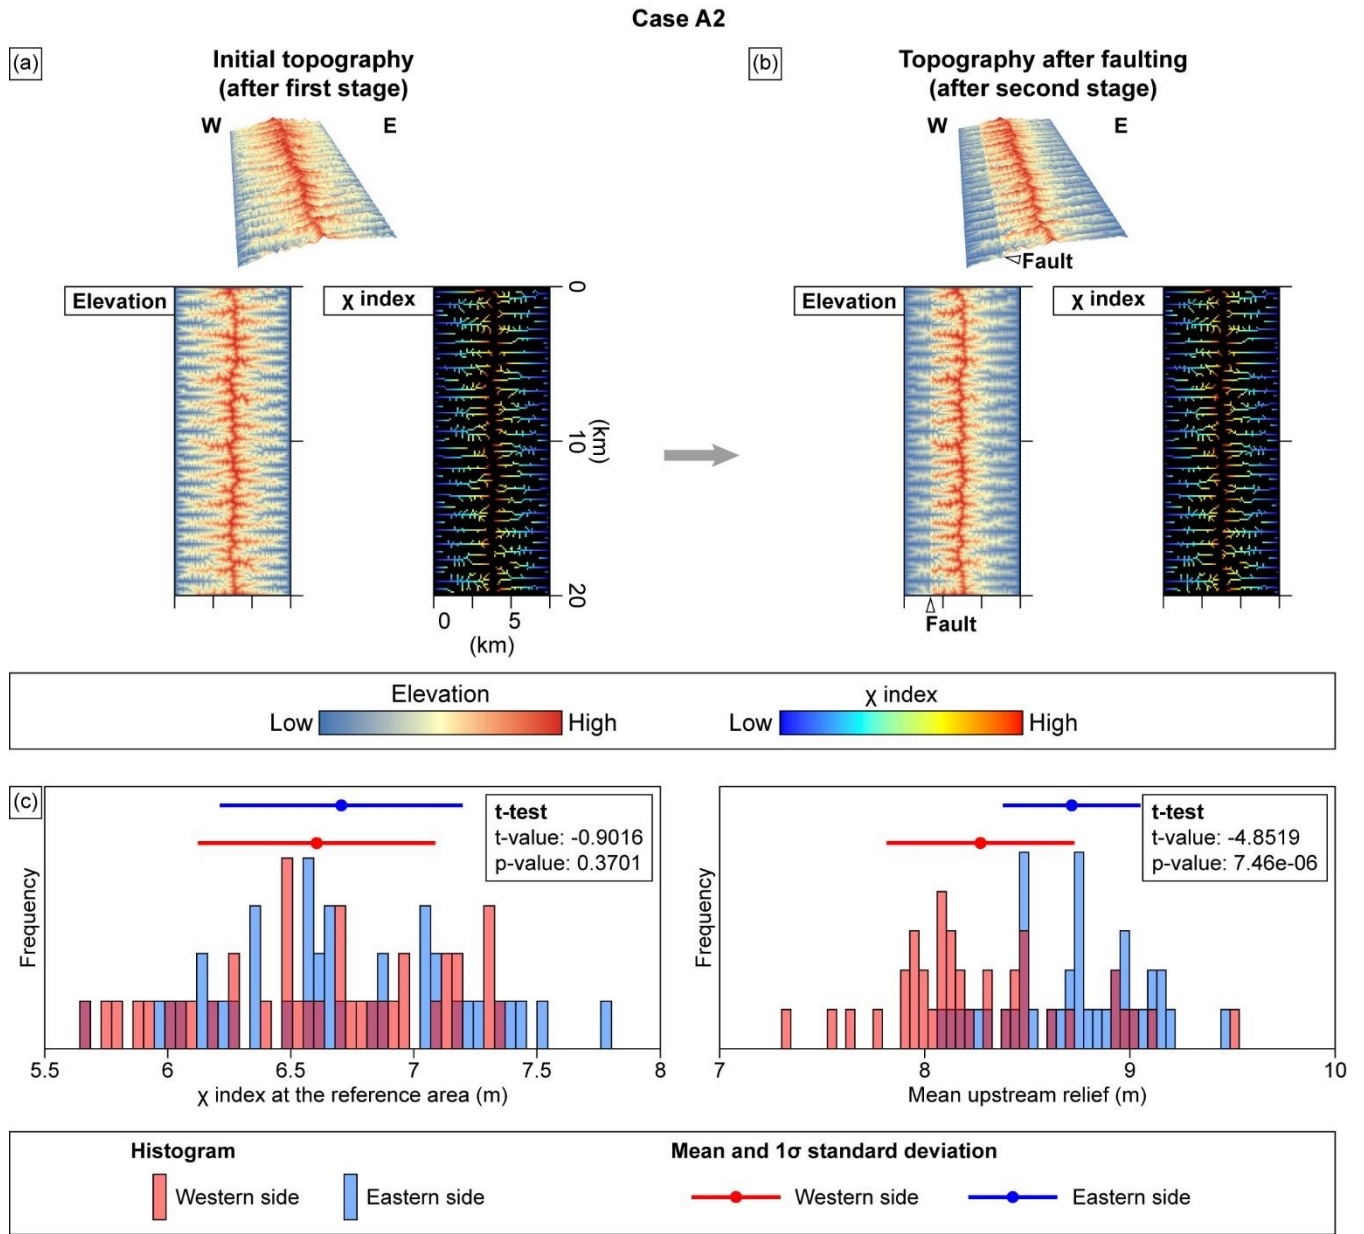 Case A2
(a)
Initial topography
(after first stage)
W
E
Elevation
χ index
0
10
20
(km)
0
5
(km)
(b)
Topography after faulting
(after second stage)
W
E
Fault
Elevation
χ index
Fault
Elevation
Low
High
χ index
Low
High
(c)
Frequency
t-test
t-value: -0.9016
p-value: 0.3701
5.5
6
6.5
7
7.5
8
χ index at the reference area (m)
Frequency
t-test
t-value: -4.8519
p-value: 7.46e-06
7
8
9
10
Mean upstream relief (m)
Histogram
Western side
Eastern side
Mean and 1σ standard deviation
Western side
Eastern side